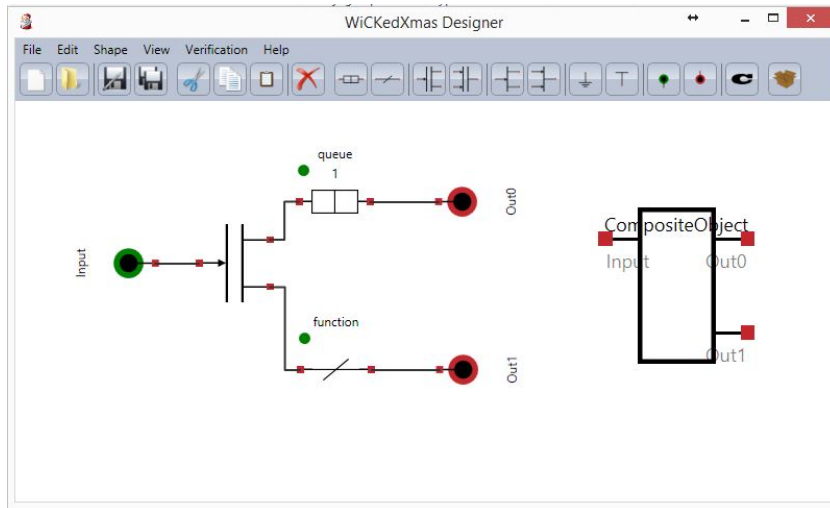 WiCKedXmas Designer
File Edit Shape View Verification Help
queue
1
Input
Out0
function
Out1
CompositeObject
Input
Out0
Out1